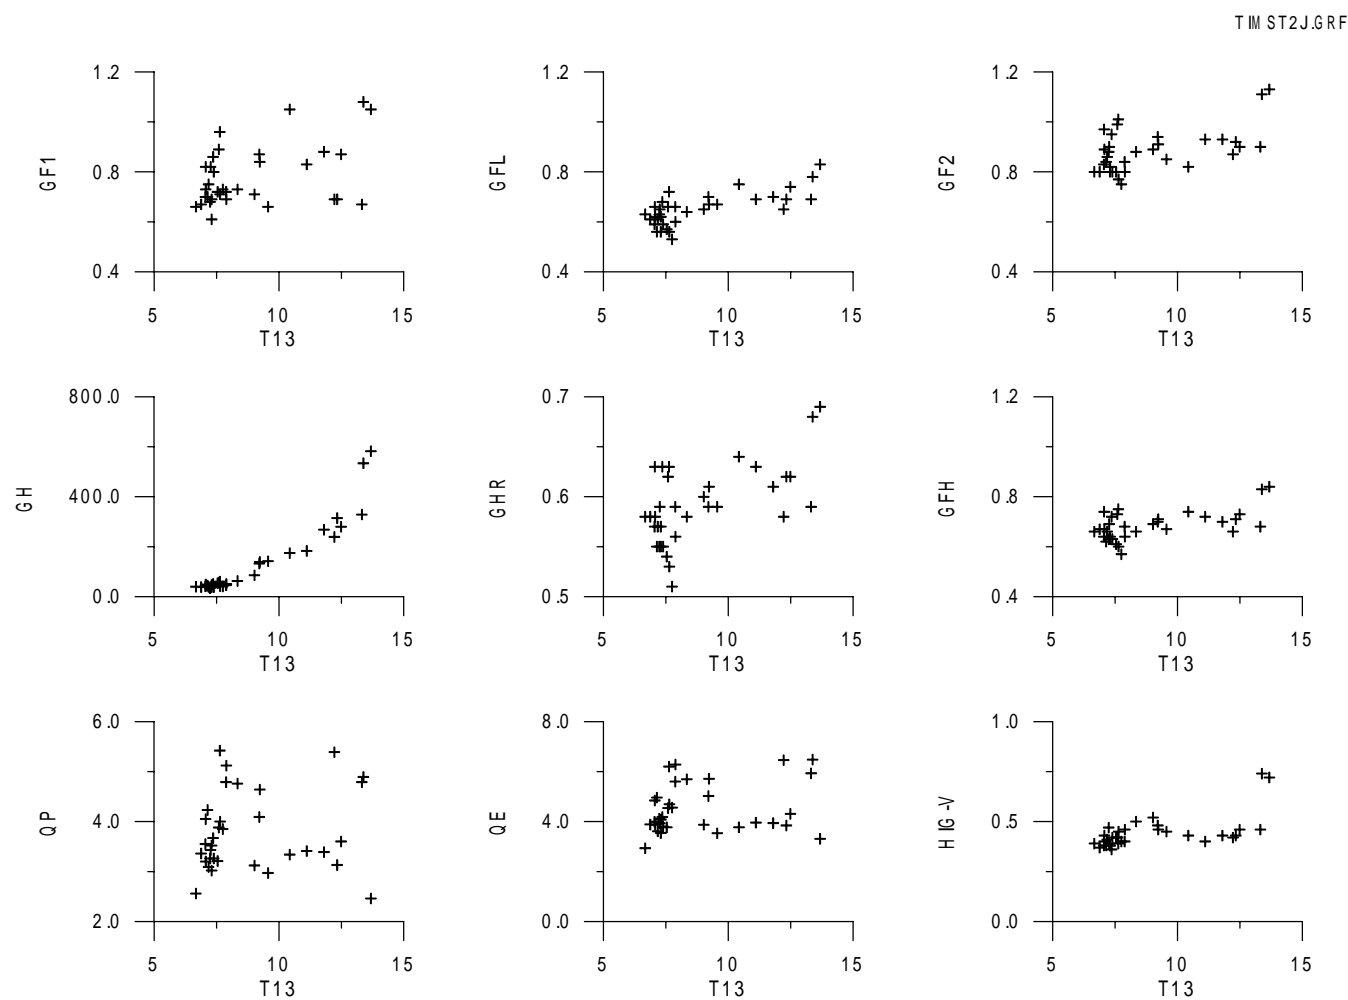 TIMST2J.GRF
1.2
0.8
0.4
GF1
5 10 15
T13
1.2
0.8
0.4
GFL
5 10 15
T13
1.2
0.8
0.4
GF2
5 10 15
T13
800.0
400.0
0.0
GH
5 10 15
T13
0.7
0.6
0.5
GHR
5 10 15
T13
1.2
0.8
0.4
GFH
5 10 15
T13
6.0
4.0
2.0
QP
5 10 15
T13
8.0
4.0
0.0
QE
5 10 15
T13
1.0
0.5
0.0
HIG-V
5 10 15
T13